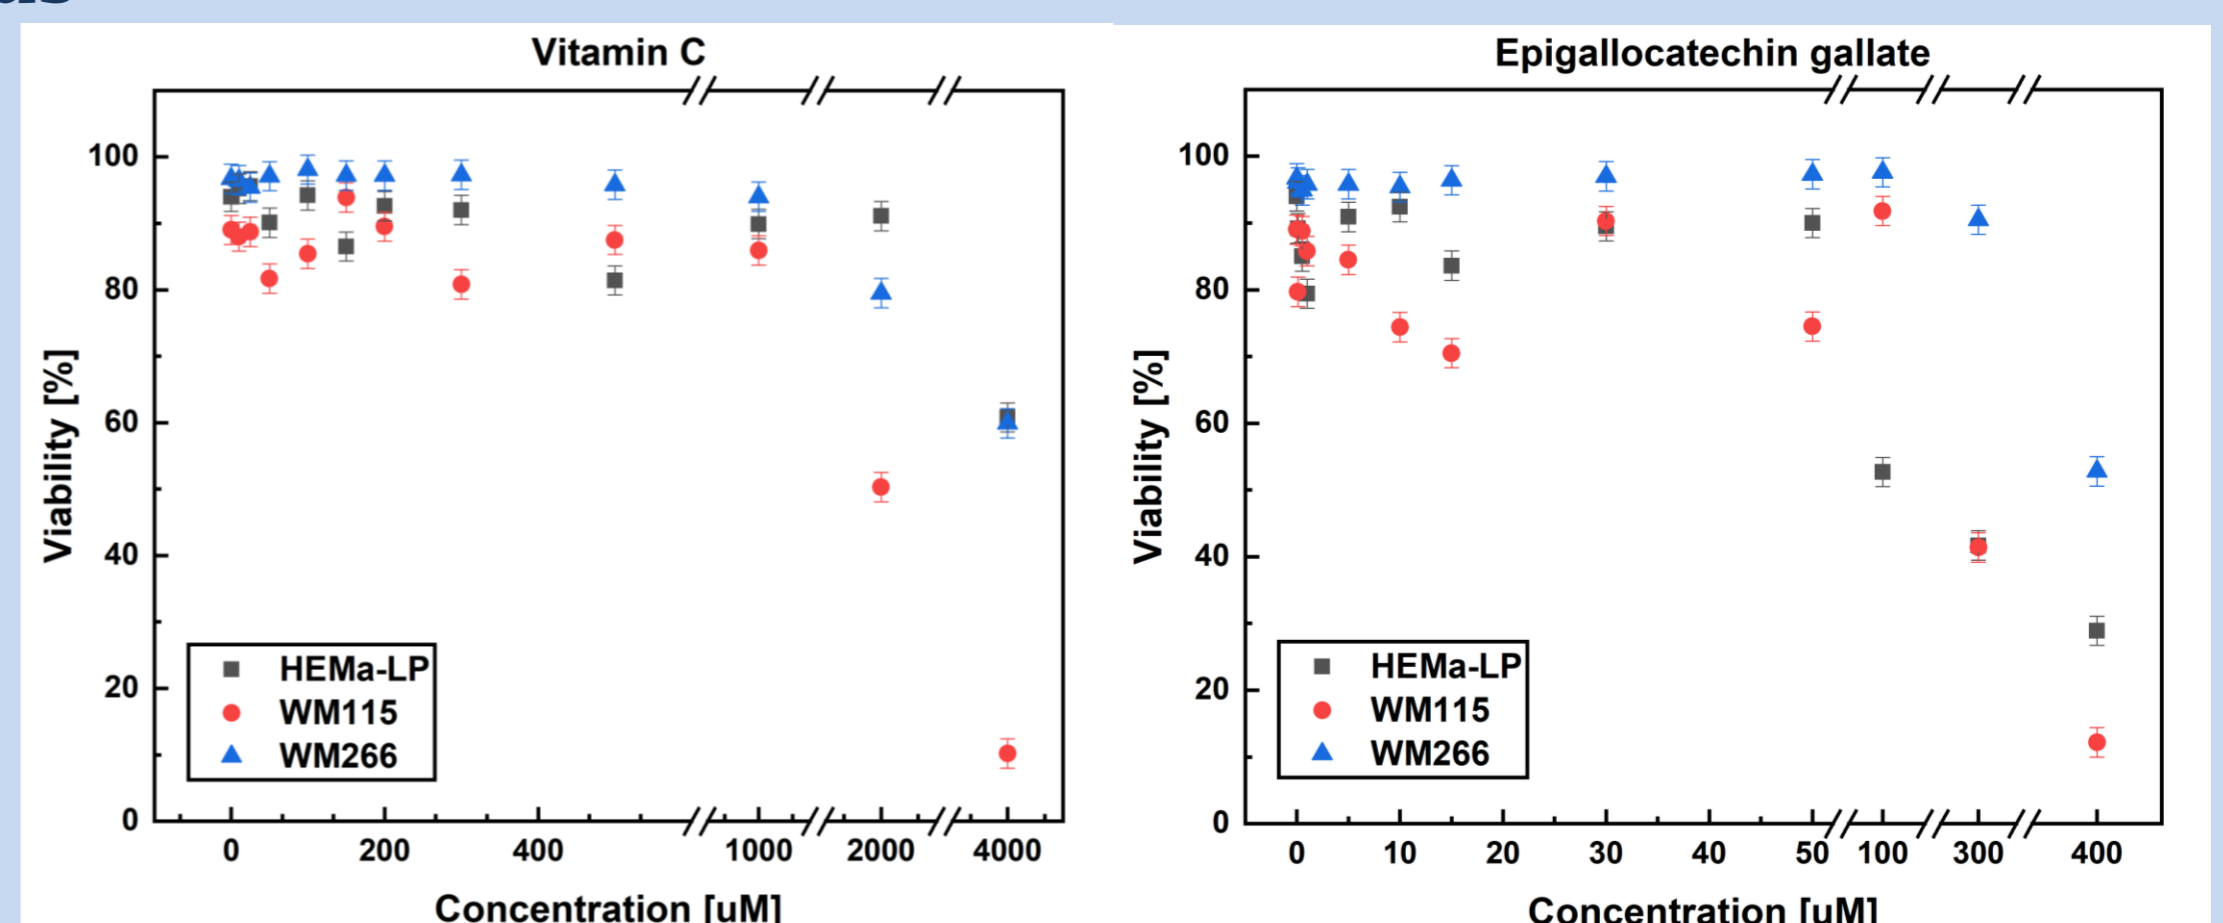 Vitamin C
100
80
60
40
20
0
Viability [%]
HEMa-LP
WM115
WM266
0 200 400 1000 2000 4000
Concentration [uM]
Epigallocatechin gallate
100
80
60
40
20
0
Viability [%]
HEMa-LP
WM115
WM266
0 10 20 30 40 50 100 300 400
Concentration [uM]